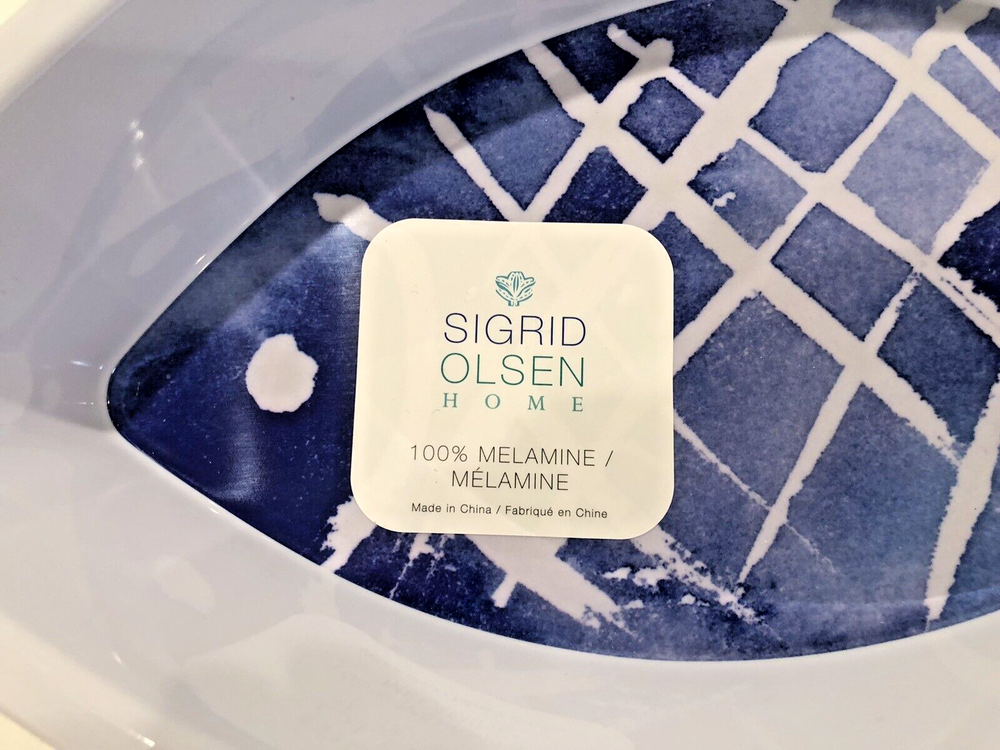 SIGRID
OLSEN
HOME
100% MELAMINE /
MÉLAMINE
Made in China / Fabriqué en Chine